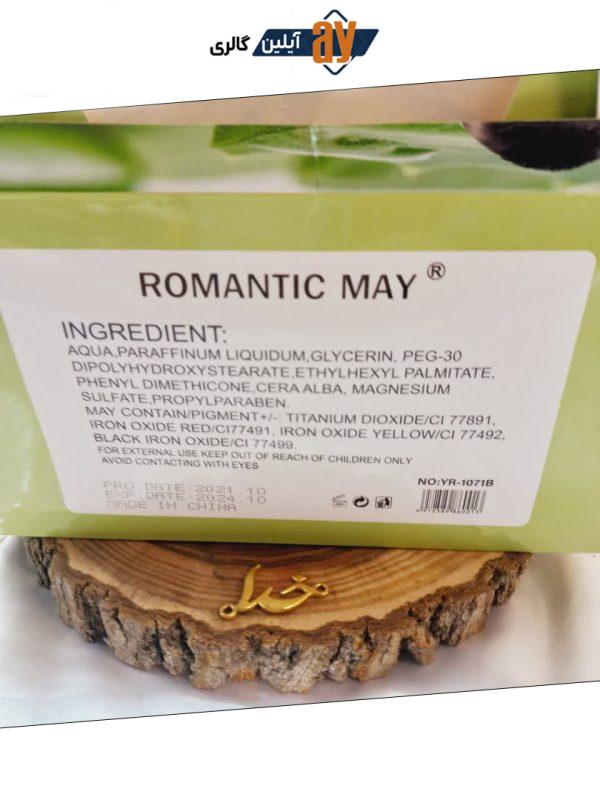 آیلین گالری ay
ROMANTIC MAY ®
INGREDIENT:
AQUA,PARAFFINUM LIQUIDUM,GLYCERIN, PEG-30
DIPOLYHYDROXYSTEARATE,ETHYLHEXYL PALMITATE,
PHENYL DIMETHICONE,CERA ALBA, MAGNESIUM
SULFATE,PROPYLPARABEN.
MAY CONTAIN/PIGMENT+/-: TITANIUM DIOXIDE/CI 77891,
IRON OXIDE RED/CI77491, IRON OXIDE YELLOW/CI 77492,
BLACK IRON OXIDE/CI 77499.
FOR EXTERNAL USE KEEP OUT OF REACH OF CHILDREN ONLY
AVOID CONTACTING WITH EYES
PRO.DATE:2021.10
EXP.DATE:2024.10
MADE IN CHINA
NO:YR-1071B
خدا